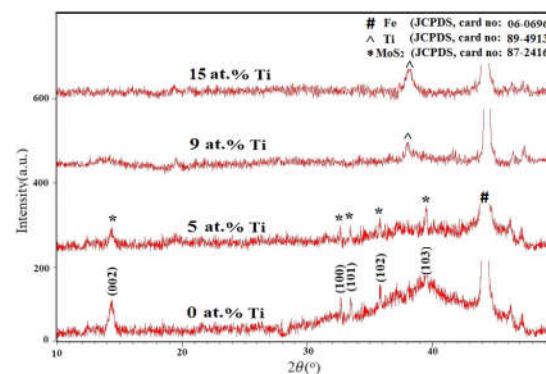 # Fe (JCPDS, card no: 06-0696
^ Ti (JCPDS, card no: 89-4913
* MoS2 (JCPDS, card no: 87-2416
15 at.% Ti
^
600
9 at.% Ti
^
400
5 at.% Ti
* * * * * #
200
(002) (100) (101) (102) (103)
0 at.% Ti
0
10 20 30 40
Intensity(a.u.)
2θ(o)